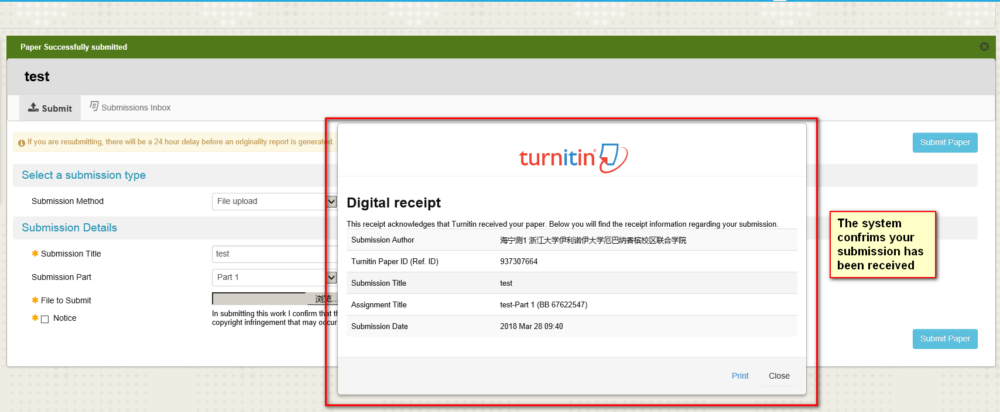 Paper Successfully submitted
test
Submit
Submissions Inbox
If you are resubmitting, there will be a 24 hour delay before an originality report is generated.
Submit Paper
Select a submission type
Submission Method
File upload
Submission Details
Submission Title
test
Submission Part
Part 1
File to Submit
浏览...
Notice
In submitting this work I confirm that
copyright infringement that may occur
turnitin®
Digital receipt
This receipt acknowledges that Turnitin received your paper. Below you will find the receipt information regarding your submission.
Submission Author 海宁测1 浙江大学伊利诺伊大学厄巴纳香槟校区联合学院
Turnitin Paper ID (Ref. ID) 937307664
Submission Title test
Assignment Title test-Part 1 (BB 67622547)
Submission Date 2018 Mar 28 09:40
Print
Close
The system
confrims your
submission has
been received
Submit Paper